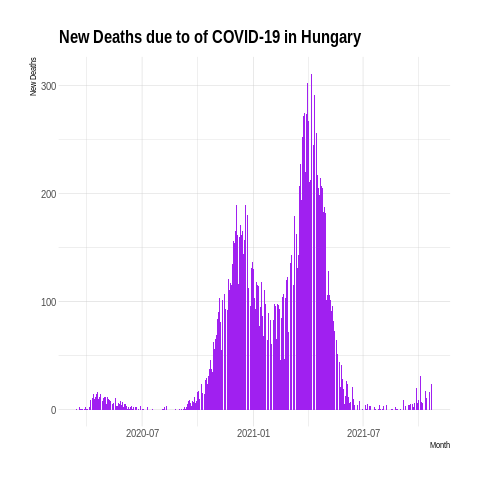 New Deaths due to of COVID-19 in Hungary
New Deaths
300
200
100
0
2020-07
2021-01
2021-07
Month